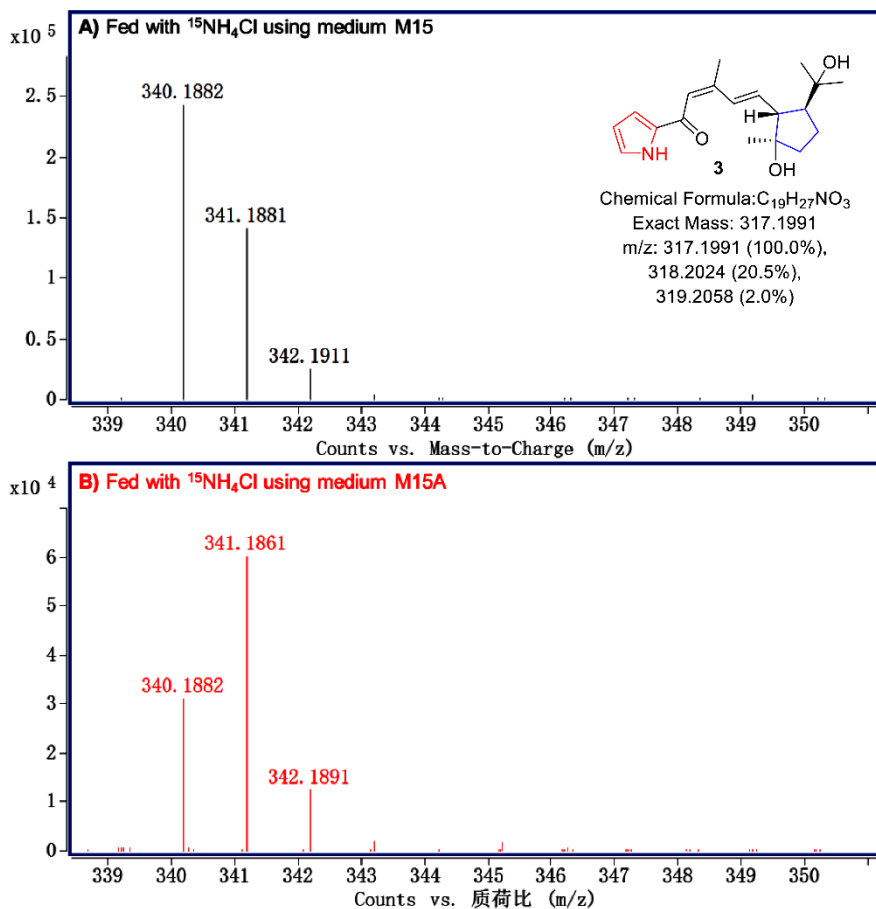 A) Fed with ¹⁵NH₄Cl using medium M15
x10 ⁵
2.5
2
1.5
1
0.5
0
340.1882
341.1881
342.1911
OH
H
O
NH
OH
3
Chemical Formula:C₁₉H₂₇NO₃
Exact Mass: 317.1991
m/z: 317.1991 (100.0%),
318.2024 (20.5%),
319.2058 (2.0%)
339 340 341 342 343 344 345 346 347 348 349 350
Counts vs. Mass-to-Charge (m/z)
B) Fed with ¹⁵NH₄Cl using medium M15A
x10 ⁴
6
5
4
3
2
1
0
341.1861
340.1882
342.1891
339 340 341 342 343 344 345 346 347 348 349 350
Counts vs. 质荷比 (m/z)